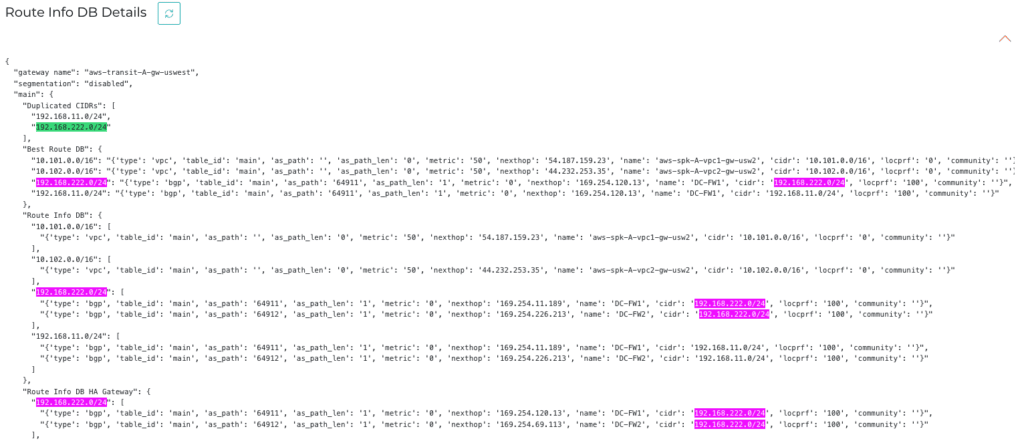 Route Info DB Details
{
"gateway name": "aws-transit-A-gw-uswest",
"segmentation": "disabled",
"main": {
"Duplicated CIDRs": [
"192.168.11.0/24",
"192.168.222.0/24"
],
"Best Route DB": {
"10.101.0.0/16": "{'type': 'vpc', 'table_id': 'main', 'as_path': '', 'as_path_len': '0', 'metric': '50', 'nexthop': '54.187.159.23', 'name': 'aws-spk-A-vpc1-gw-usw2', 'cidr': '10.101.0.0/16', 'locprf': '0', 'community': ''}
"10.102.0.0/16": "{'type': 'vpc', 'table_id': 'main', 'as_path': '', 'as_path_len': '0', 'metric': '50', 'nexthop': '44.232.253.35', 'name': 'aws-spk-A-vpc2-gw-usw2', 'cidr': '10.102.0.0/16', 'locprf': '0', 'community': ''}
"192.168.222.0/24": "{'type': 'bgp', 'table_id': 'main', 'as_path': '64911', 'as_path_len': '1', 'metric': '0', 'nexthop': '169.254.120.13', 'name': 'DC-FW1', 'cidr': '192.168.222.0/24', 'locprf': '100', 'community': ''}",
"192.168.11.0/24": "{'type': 'bgp', 'table_id': 'main', 'as_path': '64911', 'as_path_len': '1', 'metric': '0', 'nexthop': '169.254.120.13', 'name': 'DC-FW1', 'cidr': '192.168.11.0/24', 'locprf': '100', 'community': ''}"
},
"Route Info DB": {
"10.101.0.0/16": [
"{'type': 'vpc', 'table_id': 'main', 'as_path': '', 'as_path_len': '0', 'metric': '50', 'nexthop': '54.187.159.23', 'name': 'aws-spk-A-vpc1-gw-usw2', 'cidr': '10.101.0.0/16', 'locprf': '0', 'community': ''}"
],
"10.102.0.0/16": [
"{'type': 'vpc', 'table_id': 'main', 'as_path': '', 'as_path_len': '0', 'metric': '50', 'nexthop': '44.232.253.35', 'name': 'aws-spk-A-vpc2-gw-usw2', 'cidr': '10.102.0.0/16', 'locprf': '0', 'community': ''}"
],
"192.168.222.0/24": [
"{'type': 'bgp', 'table_id': 'main', 'as_path': '64911', 'as_path_len': '1', 'metric': '0', 'nexthop': '169.254.11.189', 'name': 'DC-FW1', 'cidr': '192.168.222.0/24', 'locprf': '100', 'community': ''}",
"{'type': 'bgp', 'table_id': 'main', 'as_path': '64912', 'as_path_len': '1', 'metric': '0', 'nexthop': '169.254.226.213', 'name': 'DC-FW2', 'cidr': '192.168.222.0/24', 'locprf': '100', 'community': ''}"
],
"192.168.11.0/24": [
"{'type': 'bgp', 'table_id': 'main', 'as_path': '64911', 'as_path_len': '1', 'metric': '0', 'nexthop': '169.254.11.189', 'name': 'DC-FW1', 'cidr': '192.168.11.0/24', 'locprf': '100', 'community': ''}",
"{'type': 'bgp', 'table_id': 'main', 'as_path': '64912', 'as_path_len': '1', 'metric': '0', 'nexthop': '169.254.226.213', 'name': 'DC-FW2', 'cidr': '192.168.11.0/24', 'locprf': '100', 'community': ''}"
]
},
"Route Info DB HA Gateway": {
"192.168.222.0/24": [
"{'type': 'bgp', 'table_id': 'main', 'as_path': '64911', 'as_path_len': '1', 'metric': '0', 'nexthop': '169.254.120.13', 'name': 'DC-FW1', 'cidr': '192.168.222.0/24', 'locprf': '100', 'community': ''}",
"{'type': 'bgp', 'table_id': 'main', 'as_path': '64912', 'as_path_len': '1', 'metric': '0', 'nexthop': '169.254.69.113', 'name': 'DC-FW2', 'cidr': '192.168.222.0/24', 'locprf': '100', 'community': ''}"
],